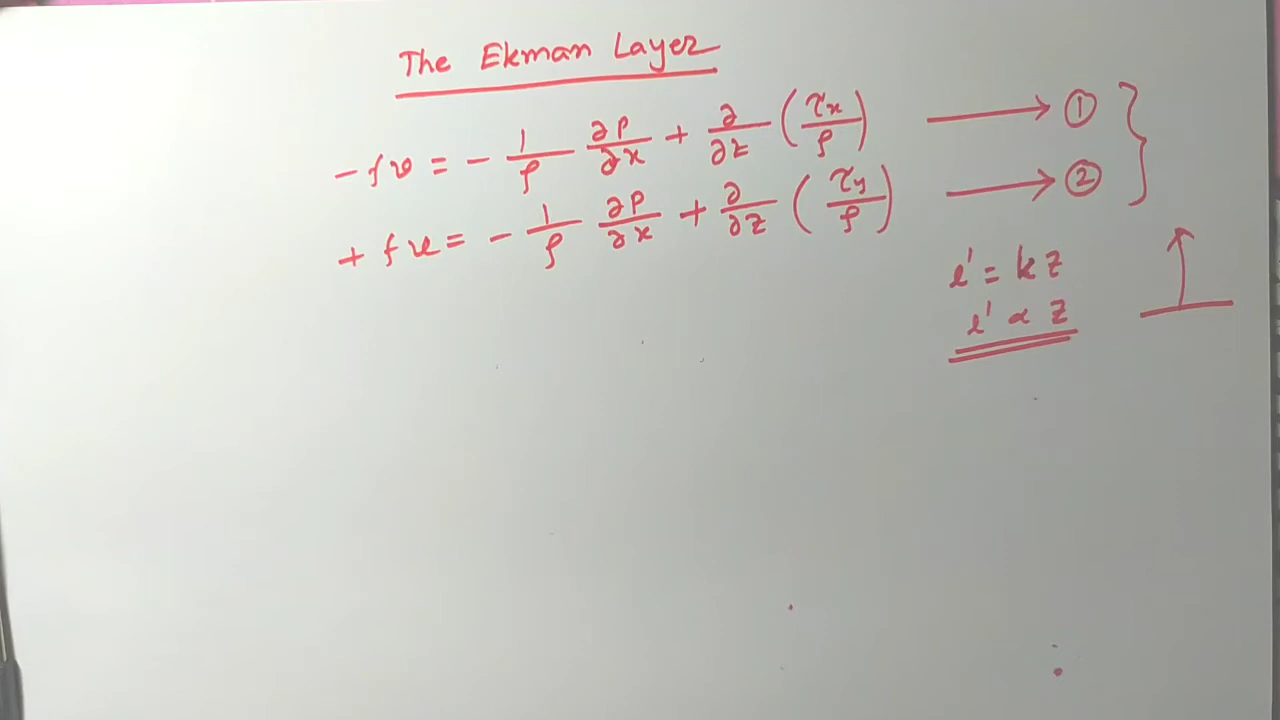 The Ekman Layer
-fv = - 1/ρ ∂P/∂x + ∂/∂z (τx/ρ) ⟶ ①
+fu = - 1/ρ ∂P/∂x + ∂/∂z (τy/ρ) ⟶ ②
l' = kz
l' ∝ z